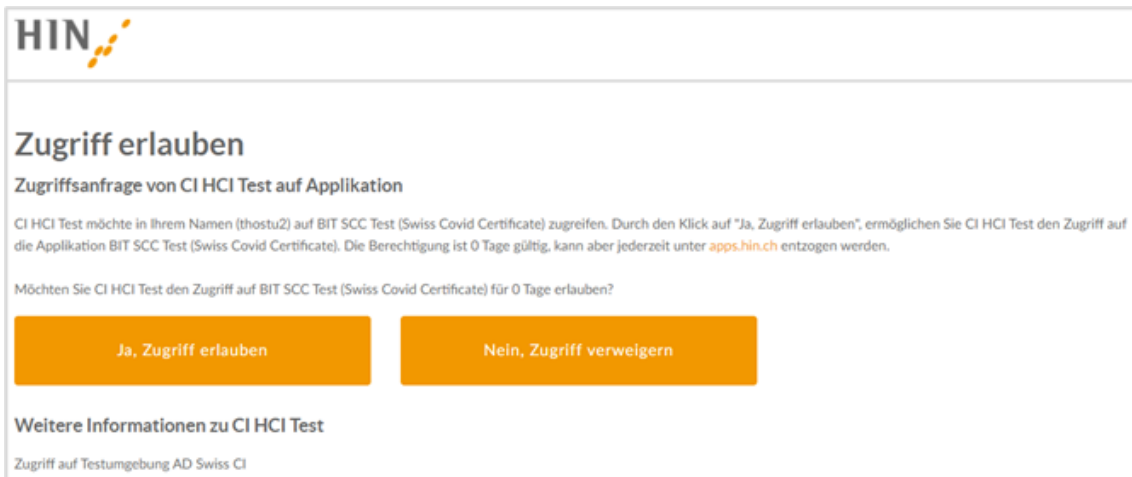 HIN
Zugriff erlauben
Zugriffsanfrage von CI HCI Test auf Applikation
CI HCI Test möchte in Ihrem Namen (thostu2) auf BIT SCC Test (Swiss Covid Certificate) zugreifen. Durch den Klick auf "Ja, Zugriff erlauben", ermöglichen Sie CI HCI Test den Zugriff auf
die Applikation BIT SCC Test (Swiss Covid Certificate). Die Berechtigung ist 0 Tage gültig, kann aber jederzeit unter apps.hin.ch entzogen werden.
Möchten Sie CI HCI Test den Zugriff auf BIT SCC Test (Swiss Covid Certificate) für 0 Tage erlauben?
Ja, Zugriff erlauben
Nein, Zugriff verweigern
Weitere Informationen zu CI HCI Test
Zugriff auf Testumgebung AD Swiss CI